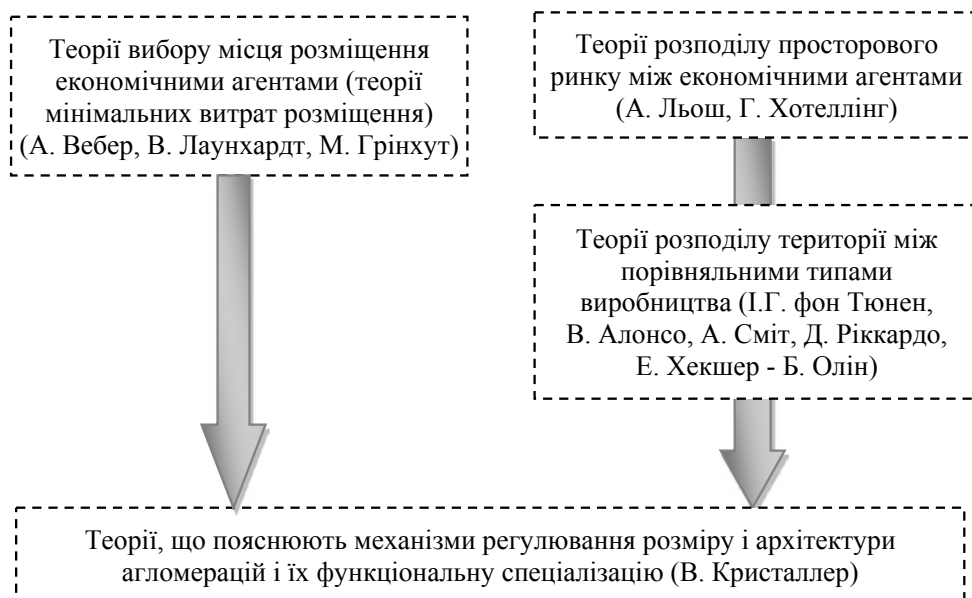 Теорії вибору місця розміщення
економічними агентами (теорії
мінімальних витрат розміщення)
(А. Вебер, В. Лаунхардт, М. Грінхут)
Теорії розподілу просторового
ринку між економічними агентами
(А. Льош, Г. Хотеллінг)
Теорії розподілу території між
порівняльними типами
виробництва (І.Г. фон Тюнен,
В. Алонсо, А. Сміт, Д. Ріккардо,
Е. Хекшер - Б. Олін)
Теорії, що пояснюють механізми регулювання розміру і архітектури
агломерацій і їх функціональну спеціалізацію (В. Кристаллер)